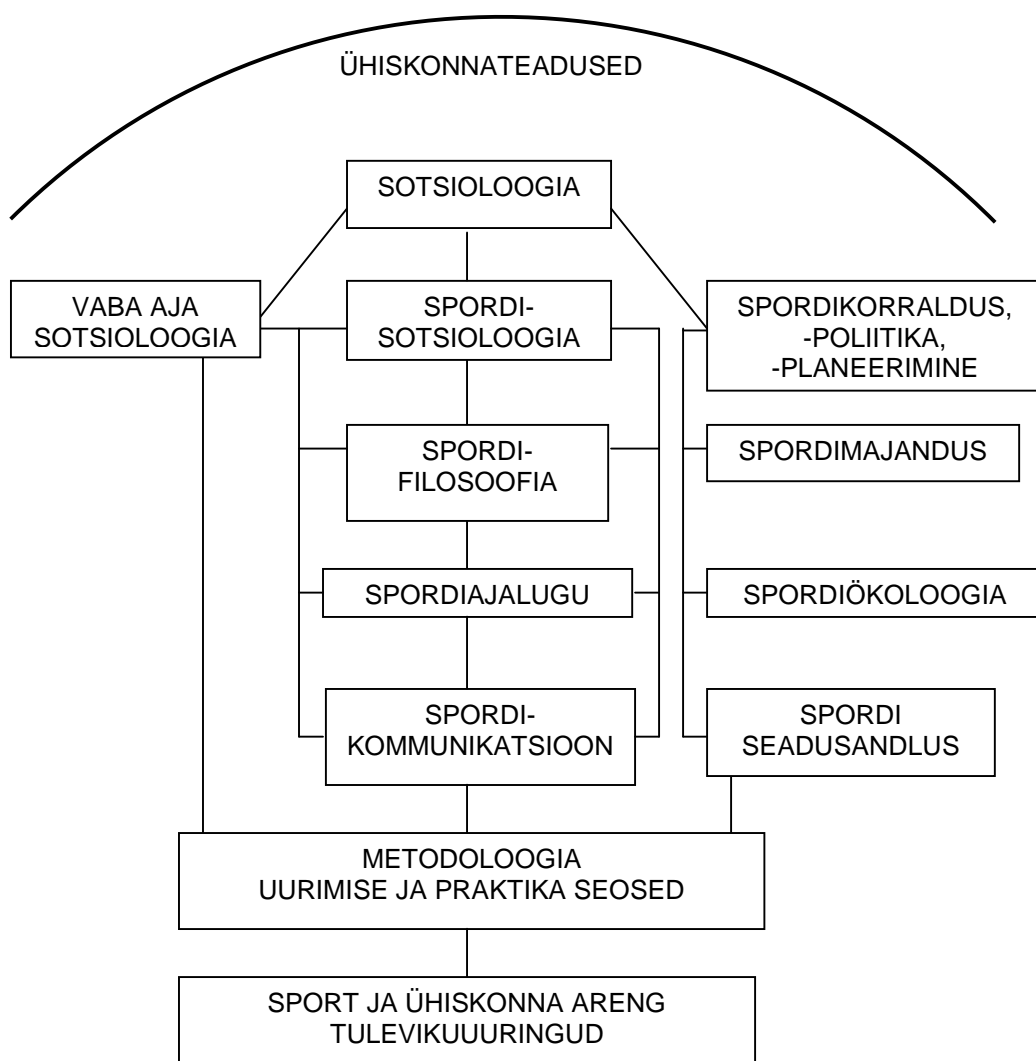 ÜHISKONNATEADUSED
SOTSIOLOOGIA
VABA AJA
SOTSIOLOOGIA
SPORDI-
SOTSIOLOOGIA
SPORDIKORRALDUS,
-POLIITIKA,
-PLANEERIMINE
SPORDI-
FILOSOOFIA
SPORDIMAJANDUS
SPORDIAJALUGU
SPORDIÖKOLOOGIA
SPORDI-
KOMMUNIKATSIOON
SPORDI
SEADUSANDLUS
METODOLOOGIA
UURIMISE JA PRAKTIKA SEOSED
SPORT JA ÜHISKONNA ARENG
TULEVIKUUURINGUD